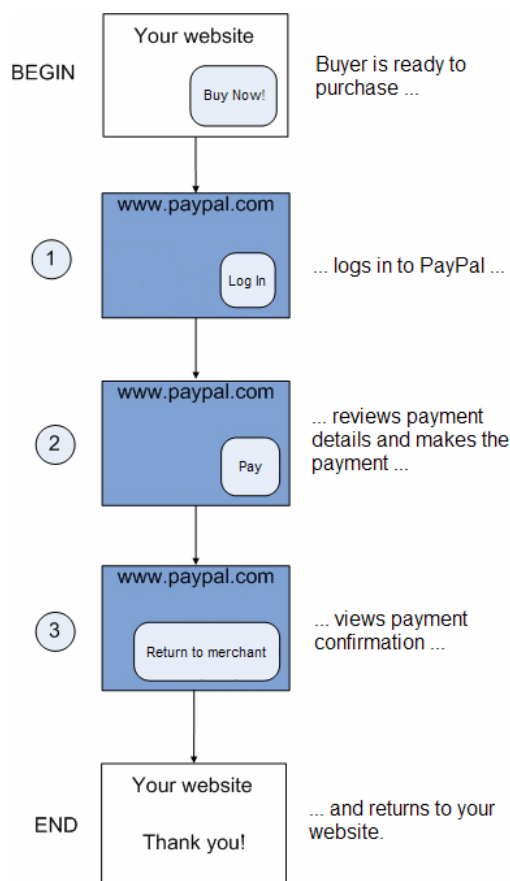 Your website
BEGIN
Buy Now!
Buyer is ready to
purchase ...
www.paypal.com
1
Log In
... logs in to PayPal ...
www.paypal.com
2
Pay
... reviews payment
details and makes the
payment ...
www.paypal.com
3
Return to merchant
... views payment
confirmation ...
Your website
END
Thank you!
... and returns to your
website.